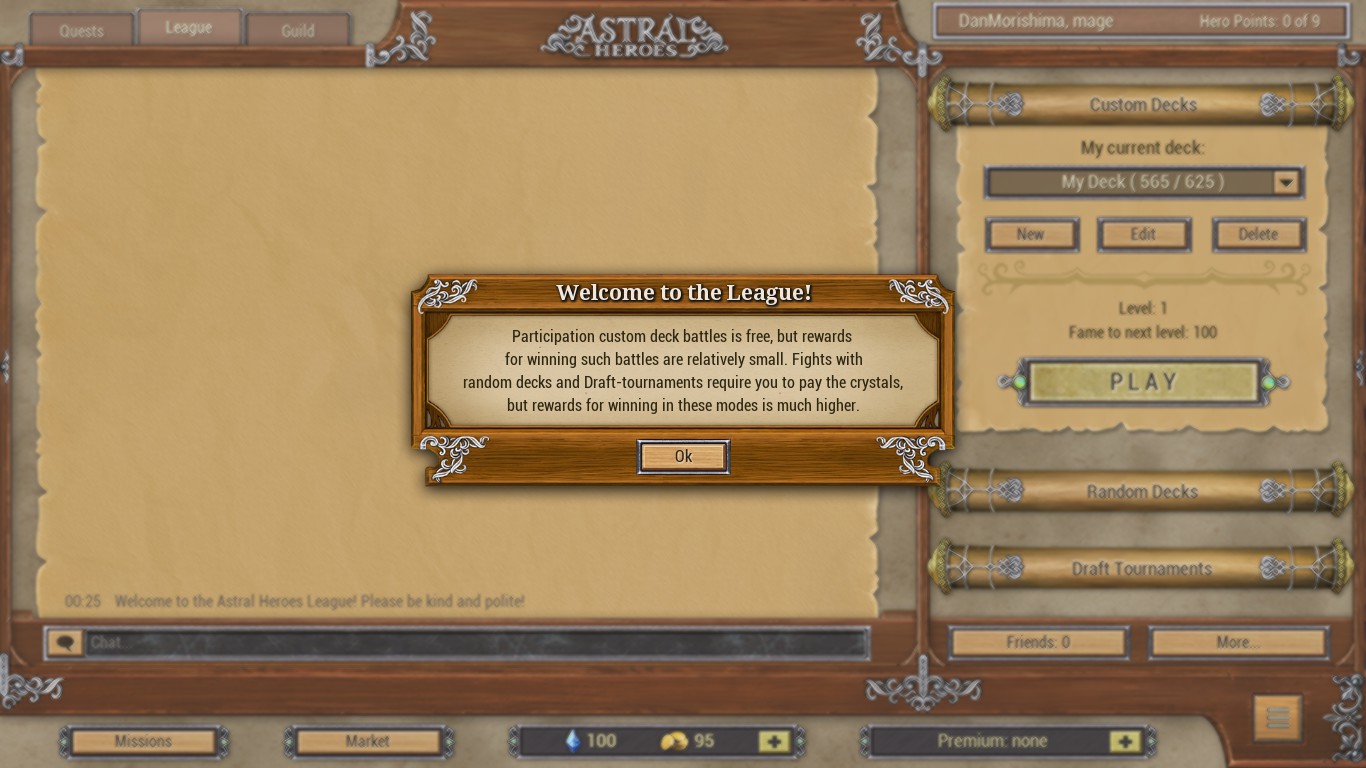 Quests
League
Guild
ASTRAL
HEROES
DanMorishima, mage
Hero Points: 0 of 9
Custom Decks
My current deck:
My Deck ( 565 / 625 )
New
Edit
Delete
Level: 1
Fame to next level: 100
PLAY
Random Decks
Draft Tournaments
Welcome to the League!
Participation custom deck battles is free, but rewards
for winning such battles are relatively small. Fights with
random decks and Draft-tournaments require you to pay the crystals,
but rewards for winning in these modes is much higher.
Ok
00:25 Welcome to the Astral Heroes League! Please be kind and polite!
Chat...
Friends: 0
More...
Missions
Market
100
95
Premium: none